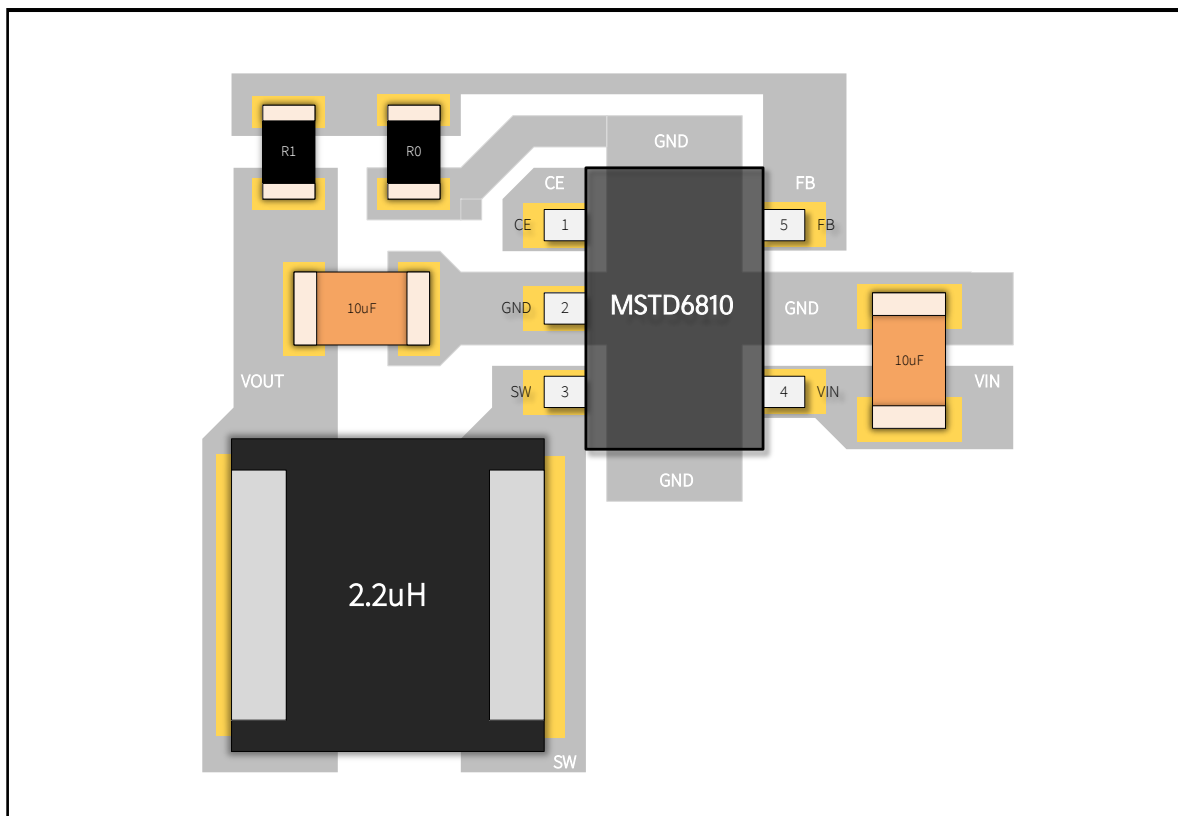 GND
R1
R0
CE
FB
CE
1
5
FB
GND
2
MSTD6810
GND
10uF
10uF
VOUT
SW
3
4
VIN
VIN
GND
2.2uH
SW